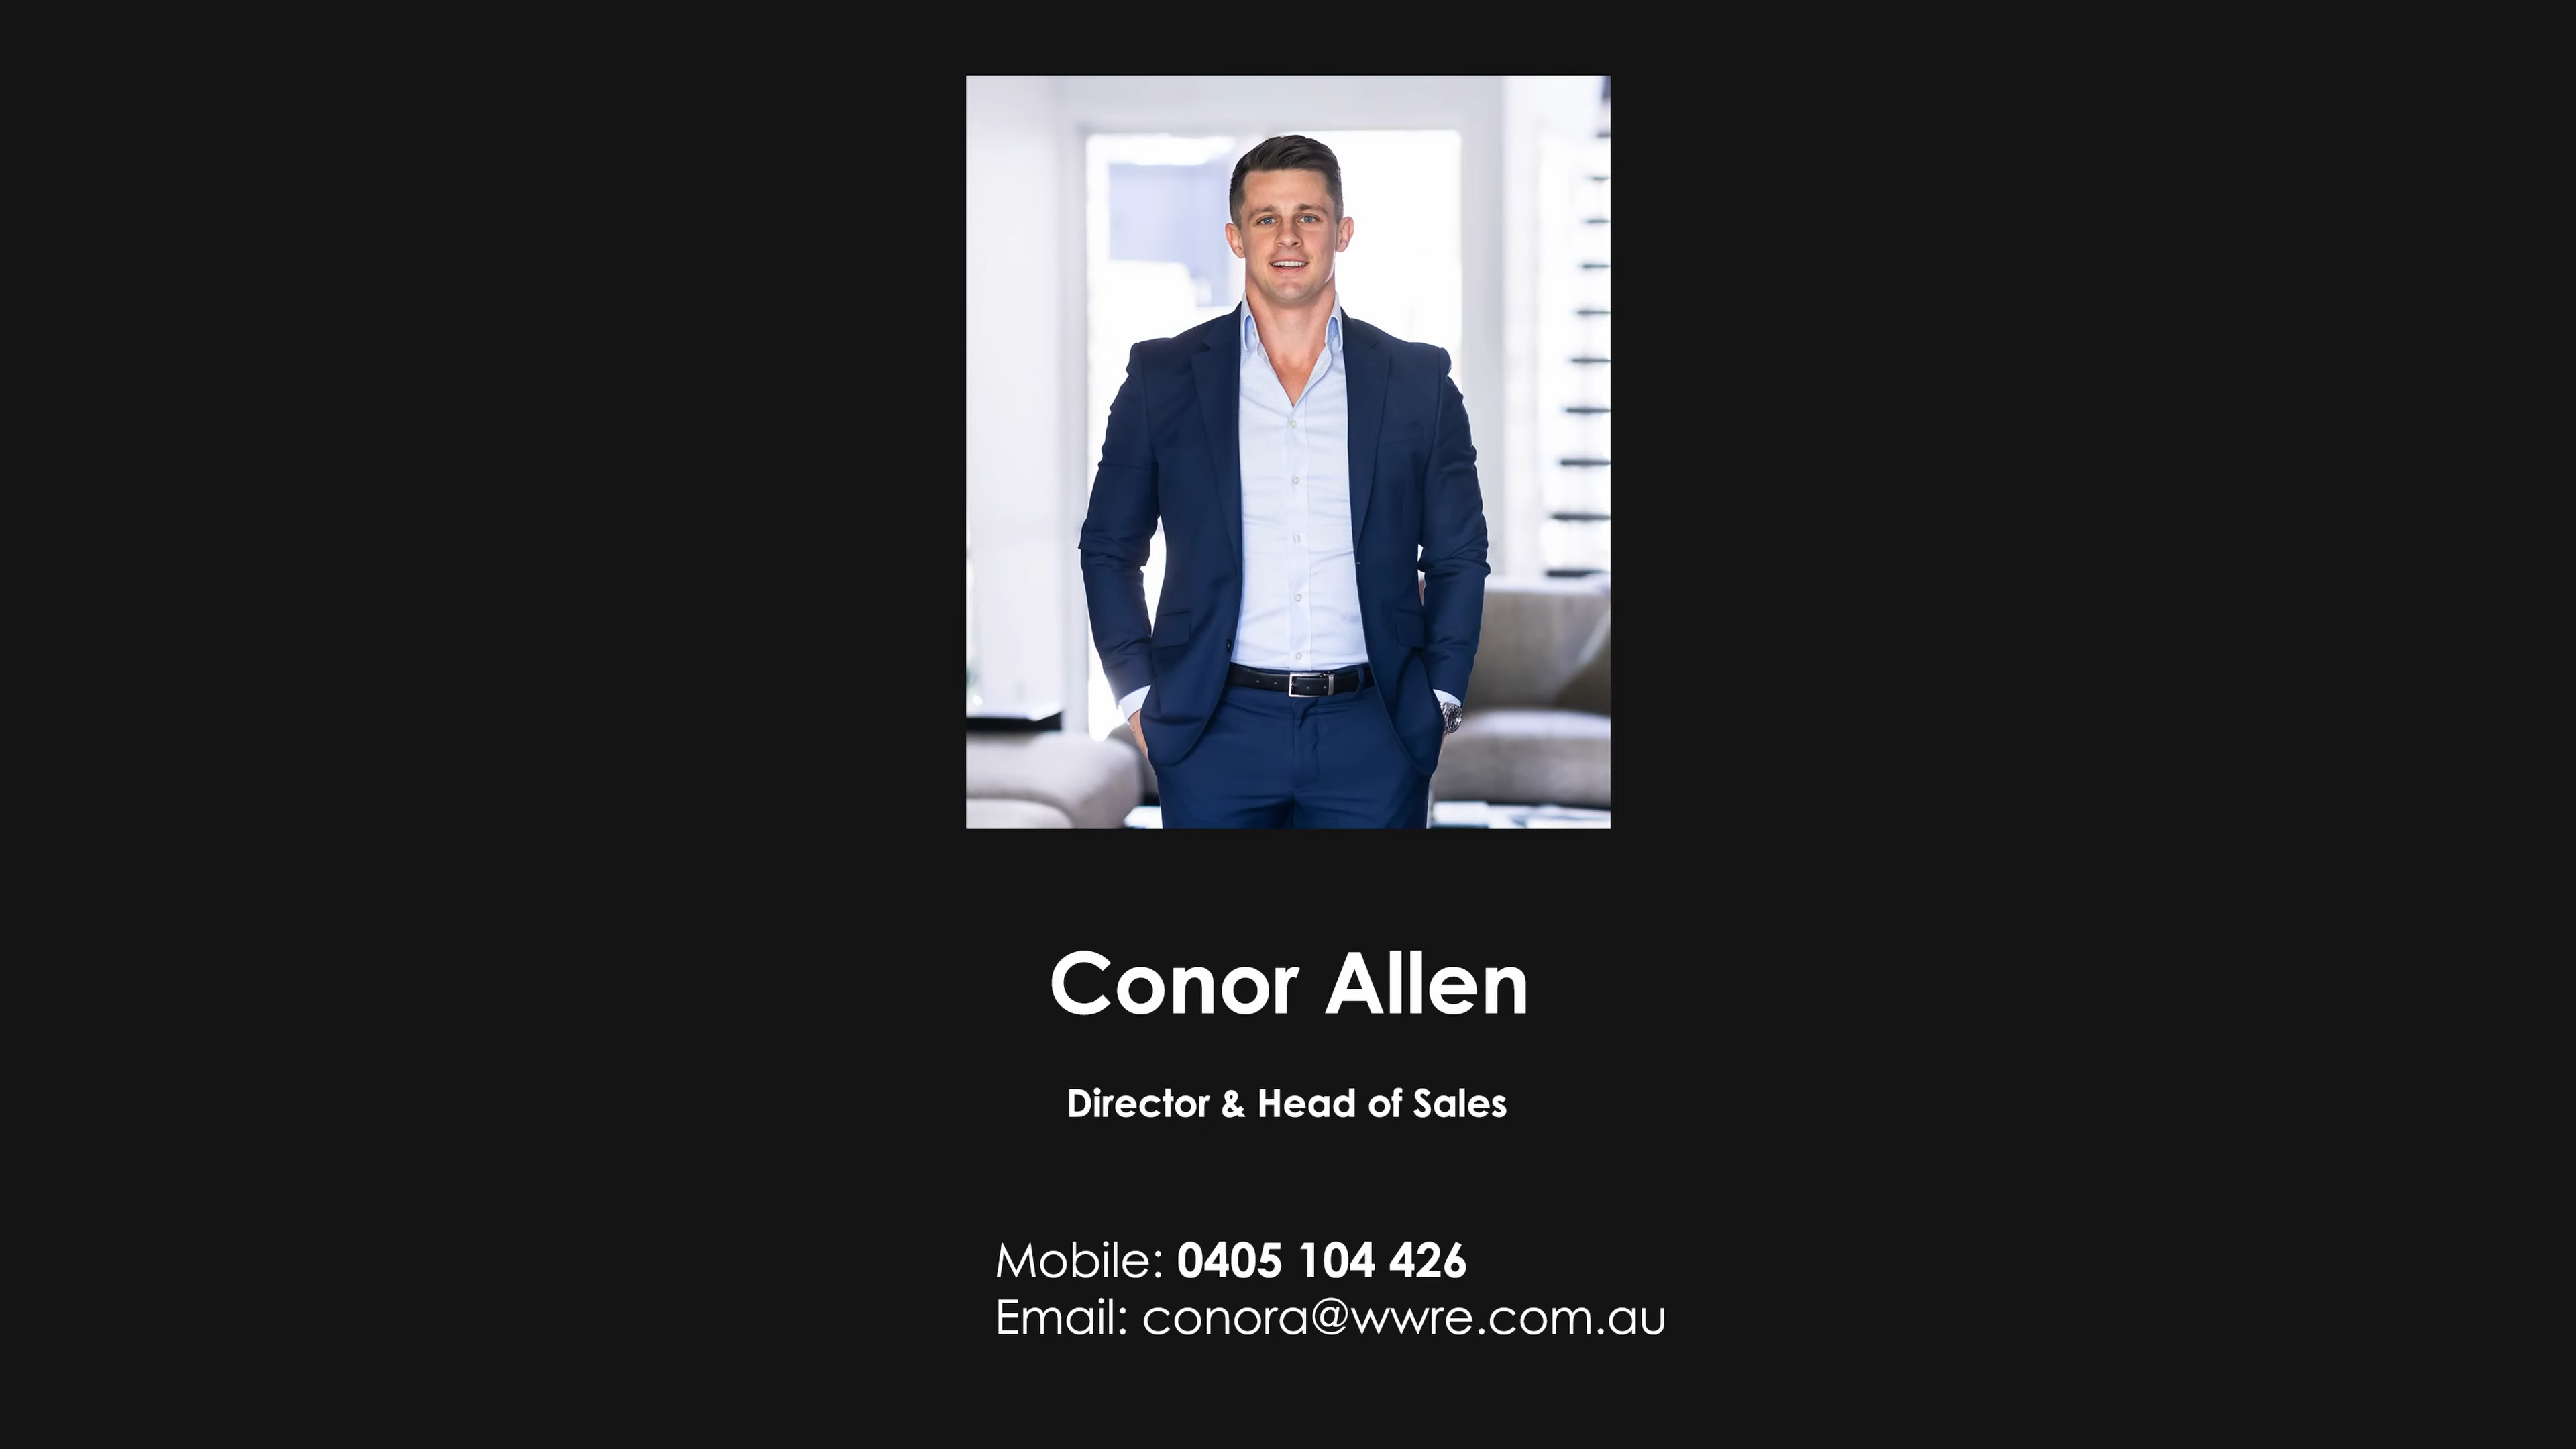 Conor Allen
Director & Head of Sales
Mobile: 0405 104 426
Email: conora@wwre.com.au